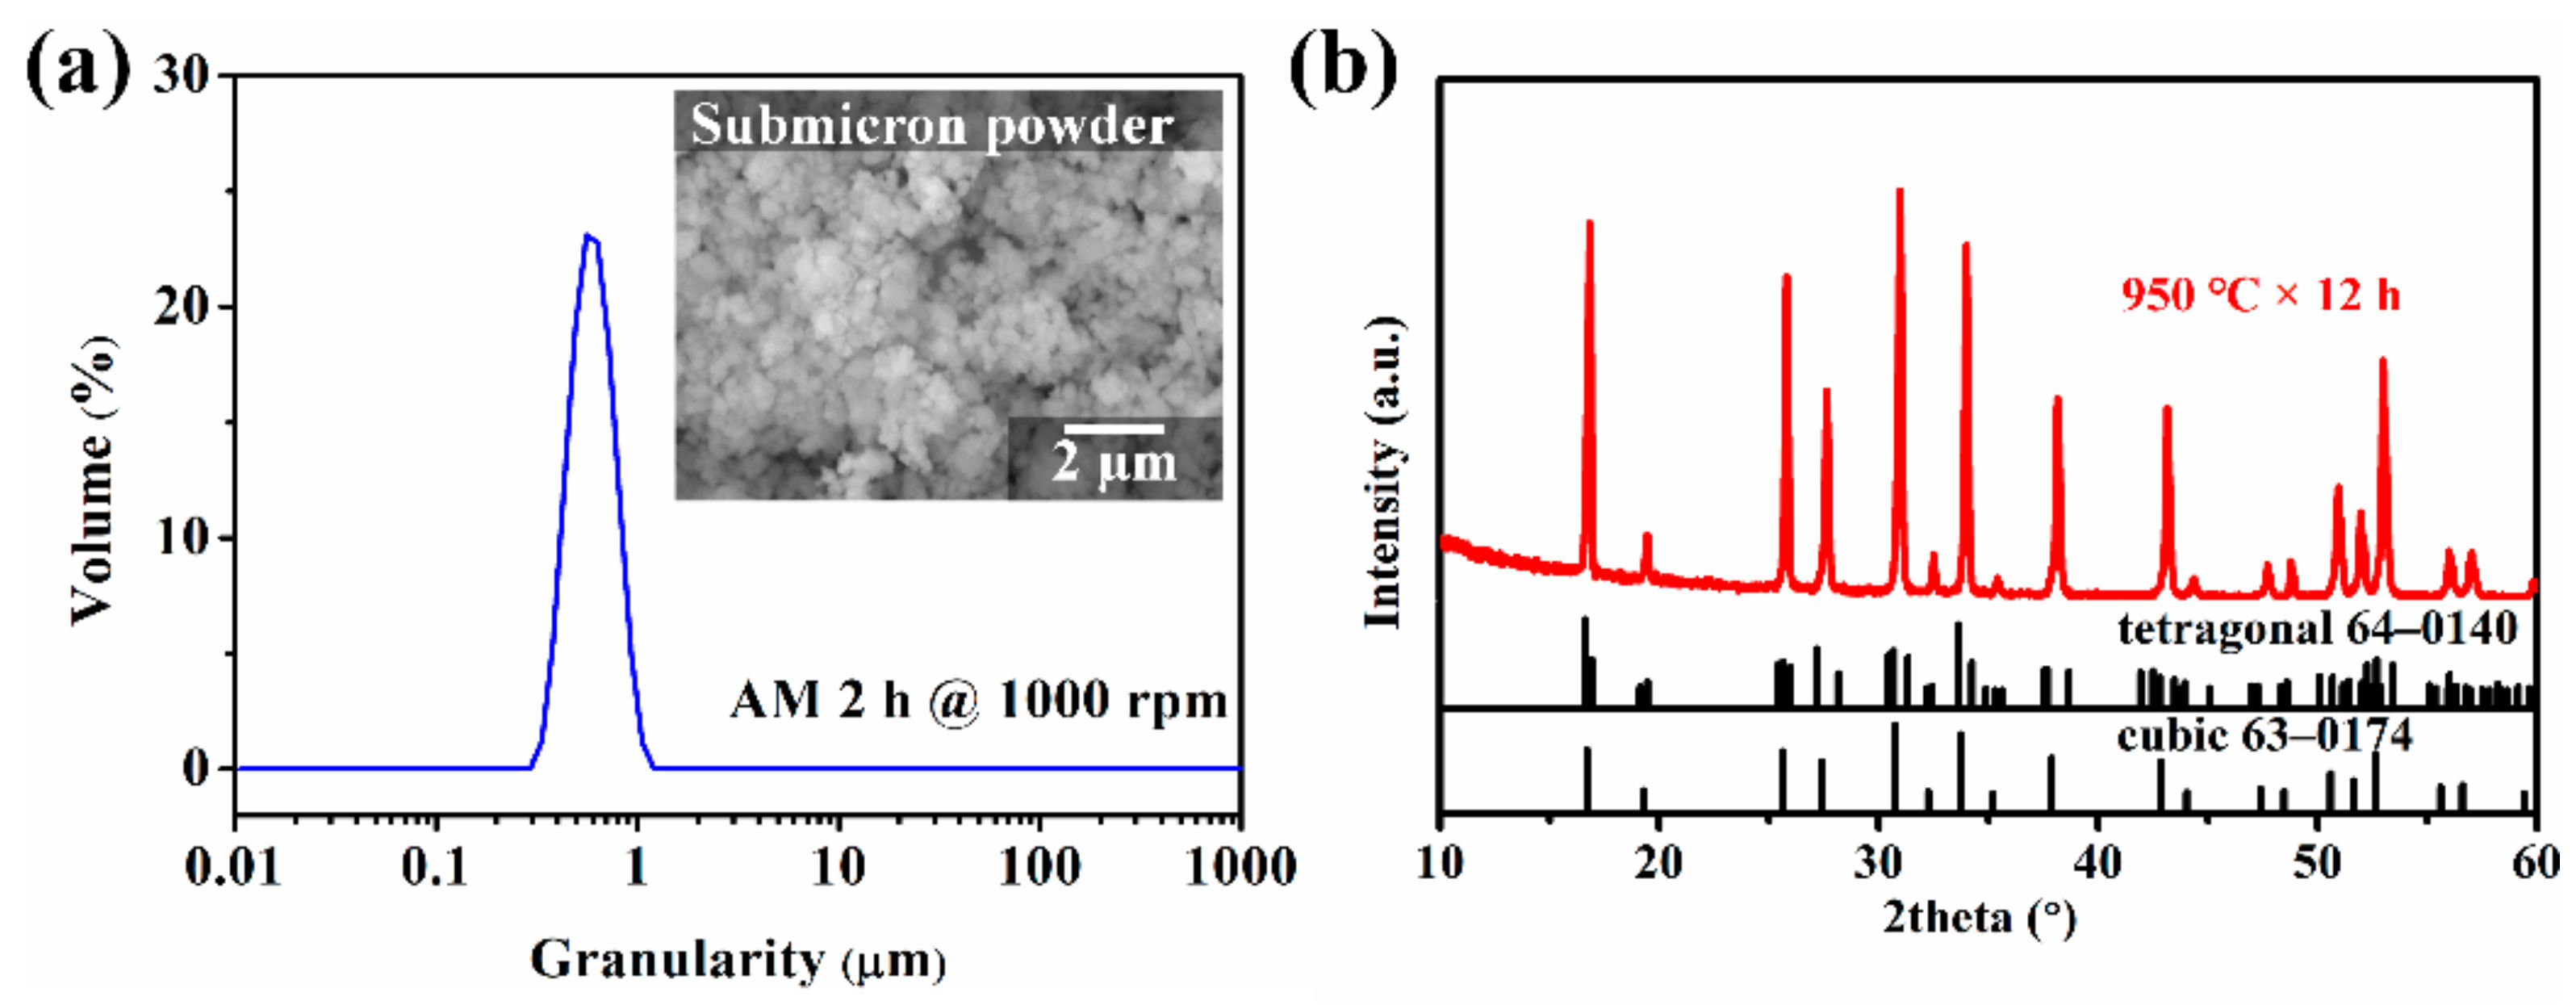 (a)
30
20
10
0
Volume (%)
Submicron powder
2 μm
AM 2 h @ 1000 rpm
0.01 0.1 1 10 100 1000
Granularity (μm)
(b)
Intensity (a.u.)
950 °C × 12 h
tetragonal 64–0140
cubic 63–0174
10 20 30 40 50 60
2theta (°)